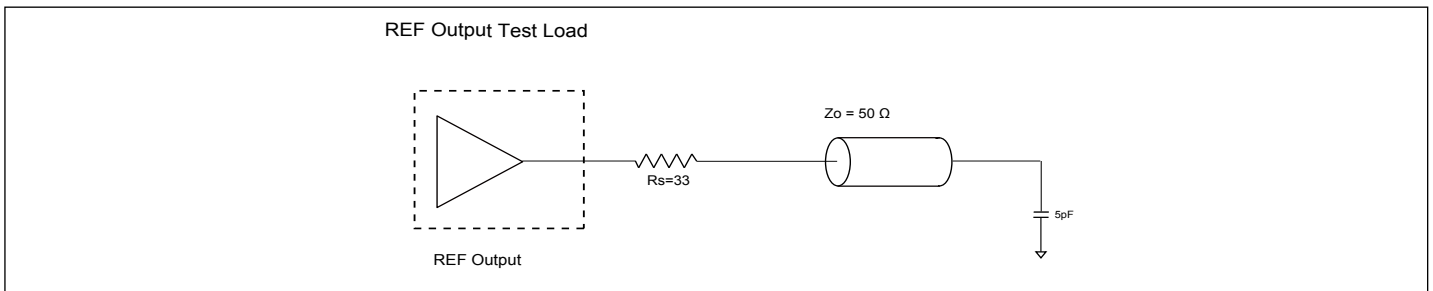 REF Output Test Load
Zo = 50 Ω
Rs=33
5pF
REF Output